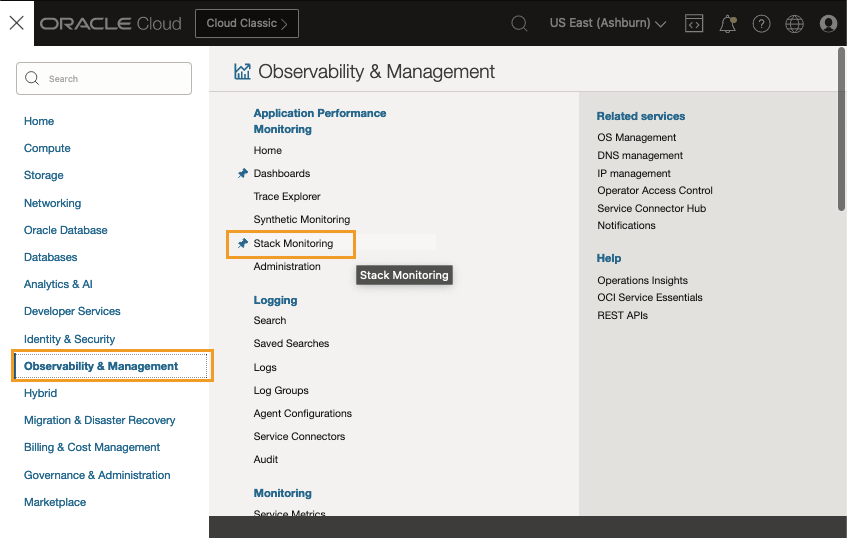 ORACLE Cloud
Cloud Classic
US East (Ashburn)
Search
Home
Compute
Storage
Networking
Oracle Database
Databases
Analytics & AI
Developer Services
Identity & Security
Observability & Management
Hybrid
Migration & Disaster Recovery
Billing & Cost Management
Governance & Administration
Marketplace
Observability & Management
Application Performance
Monitoring
Home
Dashboards
Trace Explorer
Synthetic Monitoring
Stack Monitoring
Administration
Stack Monitoring
Logging
Search
Saved Searches
Logs
Log Groups
Agent Configurations
Service Connectors
Audit
Monitoring
Service Metrics
Related services
OS Management
DNS management
IP management
Operator Access Control
Service Connector Hub
Notifications
Help
Operations Insights
OCI Service Essentials
REST APIs